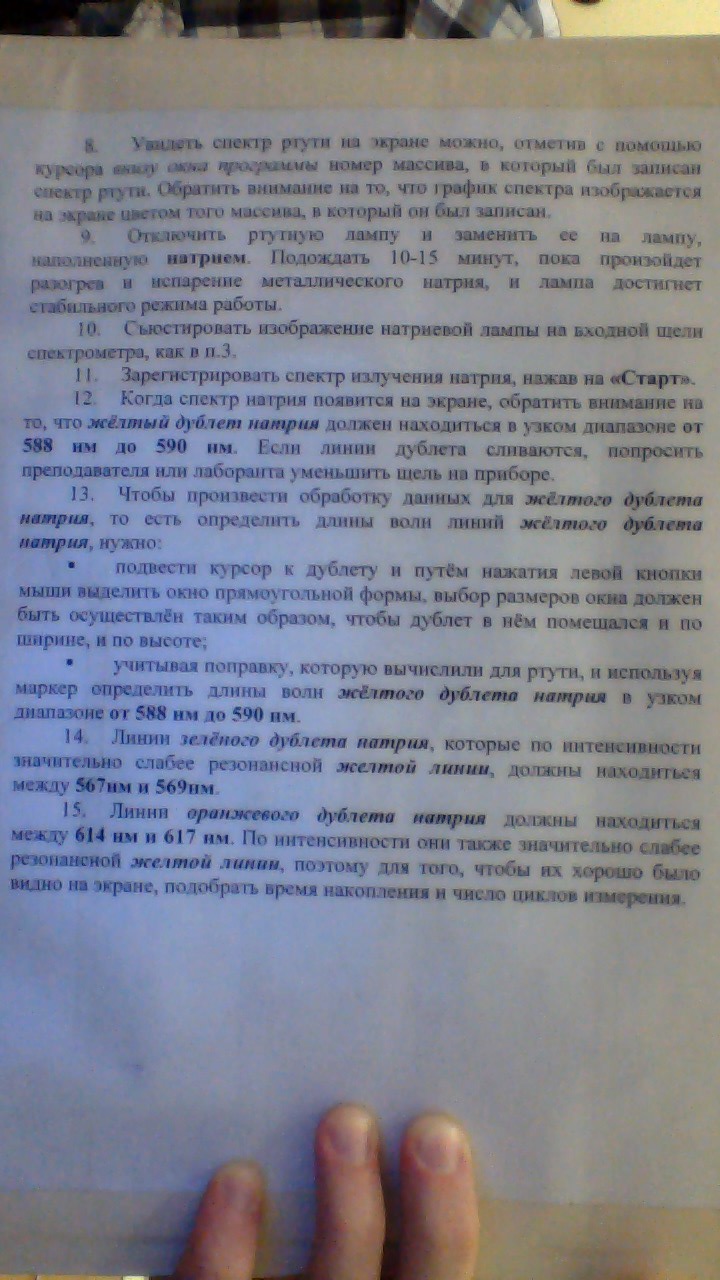 8. Увидеть спектр ртути на экране можно, отметив с помощью
курсора внизу окна программы номер массива, в который был записан
спектр ртути. Обратить внимание на то, что график спектра изображается
на экране цветом того массива, в который он был записан.
9. Отключить ртутную лампу и заменить ее на лампу,
наполненную натрием. Подождать 10-15 минут, пока произойдет
разогрев и испарение металлического натрия, и лампа достигнет
стабильного режима работы.
10. Съюстировать изображение натриевой лампы на входной щели
спектрометра, как в п.3.
11. Зарегистрировать спектр излучения натрия, нажав на «Старт».
12. Когда спектр натрия появится на экране, обратить внимание на
то, что жёлтый дублет натрия должен находиться в узком диапазоне от
588 нм до 590 нм. Если линии дублета сливаются, попросить
преподавателя или лаборанта уменьшить щель на приборе.
13. Чтобы произвести обработку данных для жёлтого дублета
натрия, то есть определить длины волн линий жёлтого дублета
натрия, нужно:
▪ подвести курсор к дублету и путём нажатия левой кнопки
мыши выделить окно прямоугольной формы, выбор размеров окна должен
быть осуществлён таким образом, чтобы дублет в нём помещался и по
ширине, и по высоте;
▪ учитывая поправку, которую вычислили для ртути, и используя
маркер определить длины волн жёлтого дублета натрия в узком
диапазоне от 588 нм до 590 нм.
14. Линии зелёного дублета натрия, которые по интенсивности
значительно слабее резонансной желтой линии, должны находиться
между 567нм и 569нм.
15. Линии оранжевого дублета натрия должны находиться
между 614 нм и 617 нм. По интенсивности они также значительно слабее
резонансной желтой линии, поэтому для того, чтобы их хорошо было
видно на экране, подобрать время накопления и число циклов измерения.